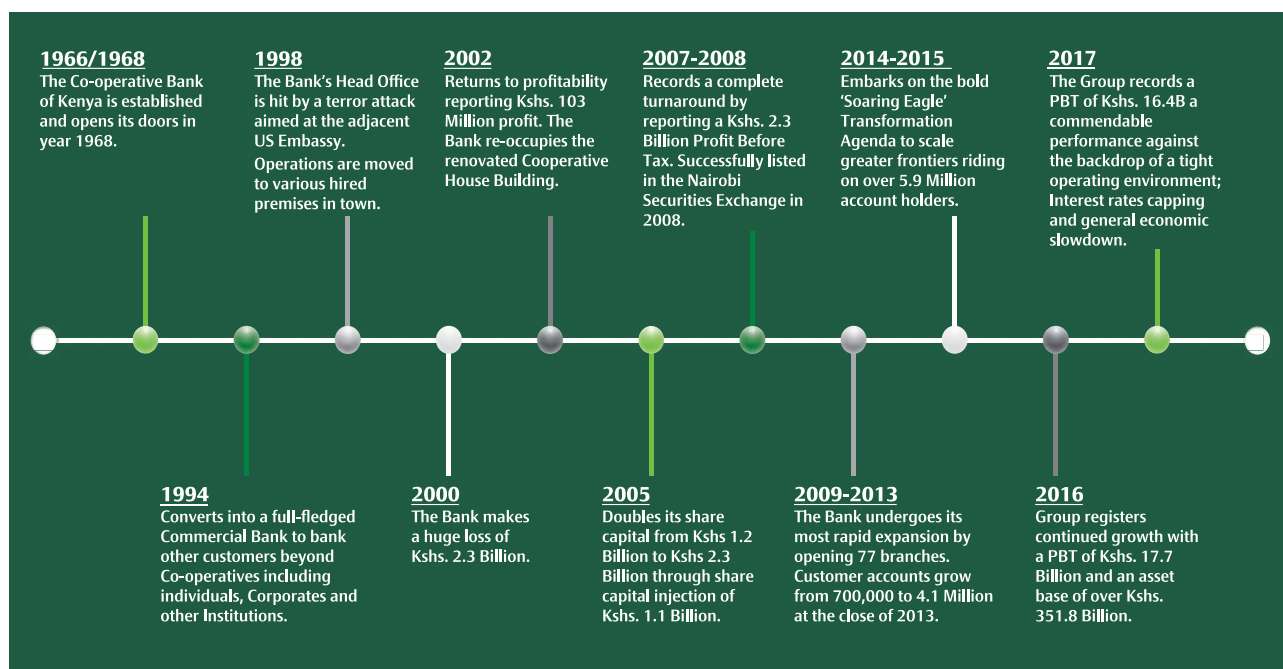 1966/1968
The Co-operative Bank
of Kenya is established
and opens its doors in
year 1968.
1998
The Bank's Head Office
is hit by a terror attack
aimed at the adjacent
US Embassy.
Operations are moved
to various hired
premises in town.
2002
Returns to profitability
reporting Kshs. 103
Million profit. The
Bank re-occupies the
renovated Cooperative
House Building.
2007-2008
Records a complete
turnaround by
reporting a Kshs. 2.3
Billion Profit Before
Tax. Successfully listed
in the Nairobi
Securities Exchange in
2008.
2014-2015
Embarks on the bold
'Soaring Eagle'
Transformation
Agenda to scale
greater frontiers riding
on over 5.9 Million
account holders.
2017
The Group records a
PBT of Kshs. 16.4B a
commendable
performance against
the backdrop of a tight
operating environment;
Interest rates capping
and general economic
slowdown.
1994
Converts into a full-fledged
Commercial Bank to bank
other customers beyond
Co-operatives including
individuals, Corporates and
other Institutions.
2000
The Bank makes
a huge loss of
Kshs. 2.3 Billion.
2005
Doubles its share
capital from Kshs 1.2
Billion to Kshs 2.3
Billion through share
capital injection of
Kshs. 1.1 Billion.
2009-2013
The Bank undergoes its
most rapid expansion by
opening 77 branches.
Customer accounts grow
from 700,000 to 4.1 Million
at the close of 2013.
2016
Group registers
continued growth with
a PBT of Kshs. 17.7
Billion and an asset
base of over Kshs.
351.8 Billion.